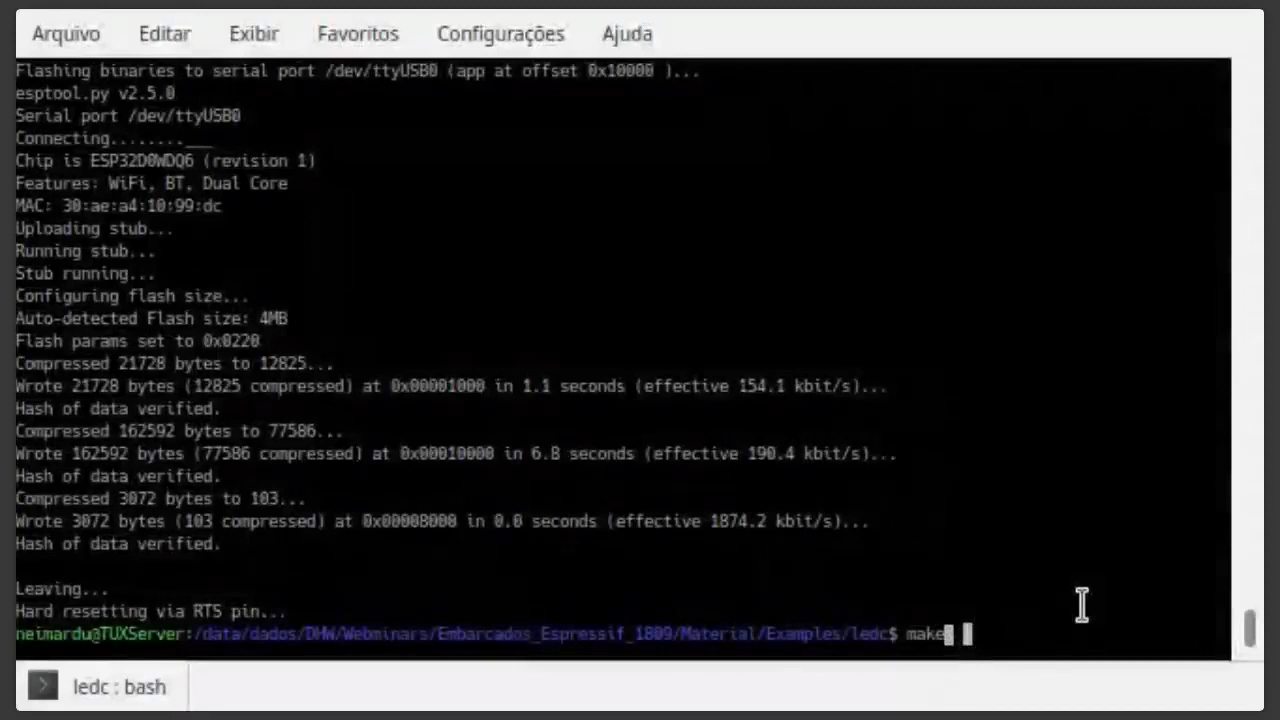 Arquivo Editar Exibir Favoritos Configurações Ajuda
Flashing binaries to serial port /dev/ttyUSB0 (app at offset 0x10000 )...
esptool.py v2.5.0
Serial port /dev/ttyUSB0
Connecting........___
Chip is ESP32D0WDQ6 (revision 1)
Features: WiFi, BT, Dual Core
MAC: 30:ae:a4:10:99:dc
Uploading stub...
Running stub...
Stub running...
Configuring flash size...
Auto-detected Flash size: 4MB
Flash params set to 0x0220
Compressed 21728 bytes to 12825...
Wrote 21728 bytes (12825 compressed) at 0x00001000 in 1.1 seconds (effective 154.1 kbit/s)...
Hash of data verified.
Compressed 162592 bytes to 77586...
Wrote 162592 bytes (77586 compressed) at 0x00010000 in 6.8 seconds (effective 190.4 kbit/s)...
Hash of data verified.
Compressed 3072 bytes to 103...
Wrote 3072 bytes (103 compressed) at 0x00008000 in 0.0 seconds (effective 1874.2 kbit/s)...
Hash of data verified.
Leaving...
Hard resetting via RTS pin...
neimardu@TUXServer:/data/dados/DHW/Webminars/Embarcados_Espressif_1809/Material/Examples/ledc$ make
ledc : bash